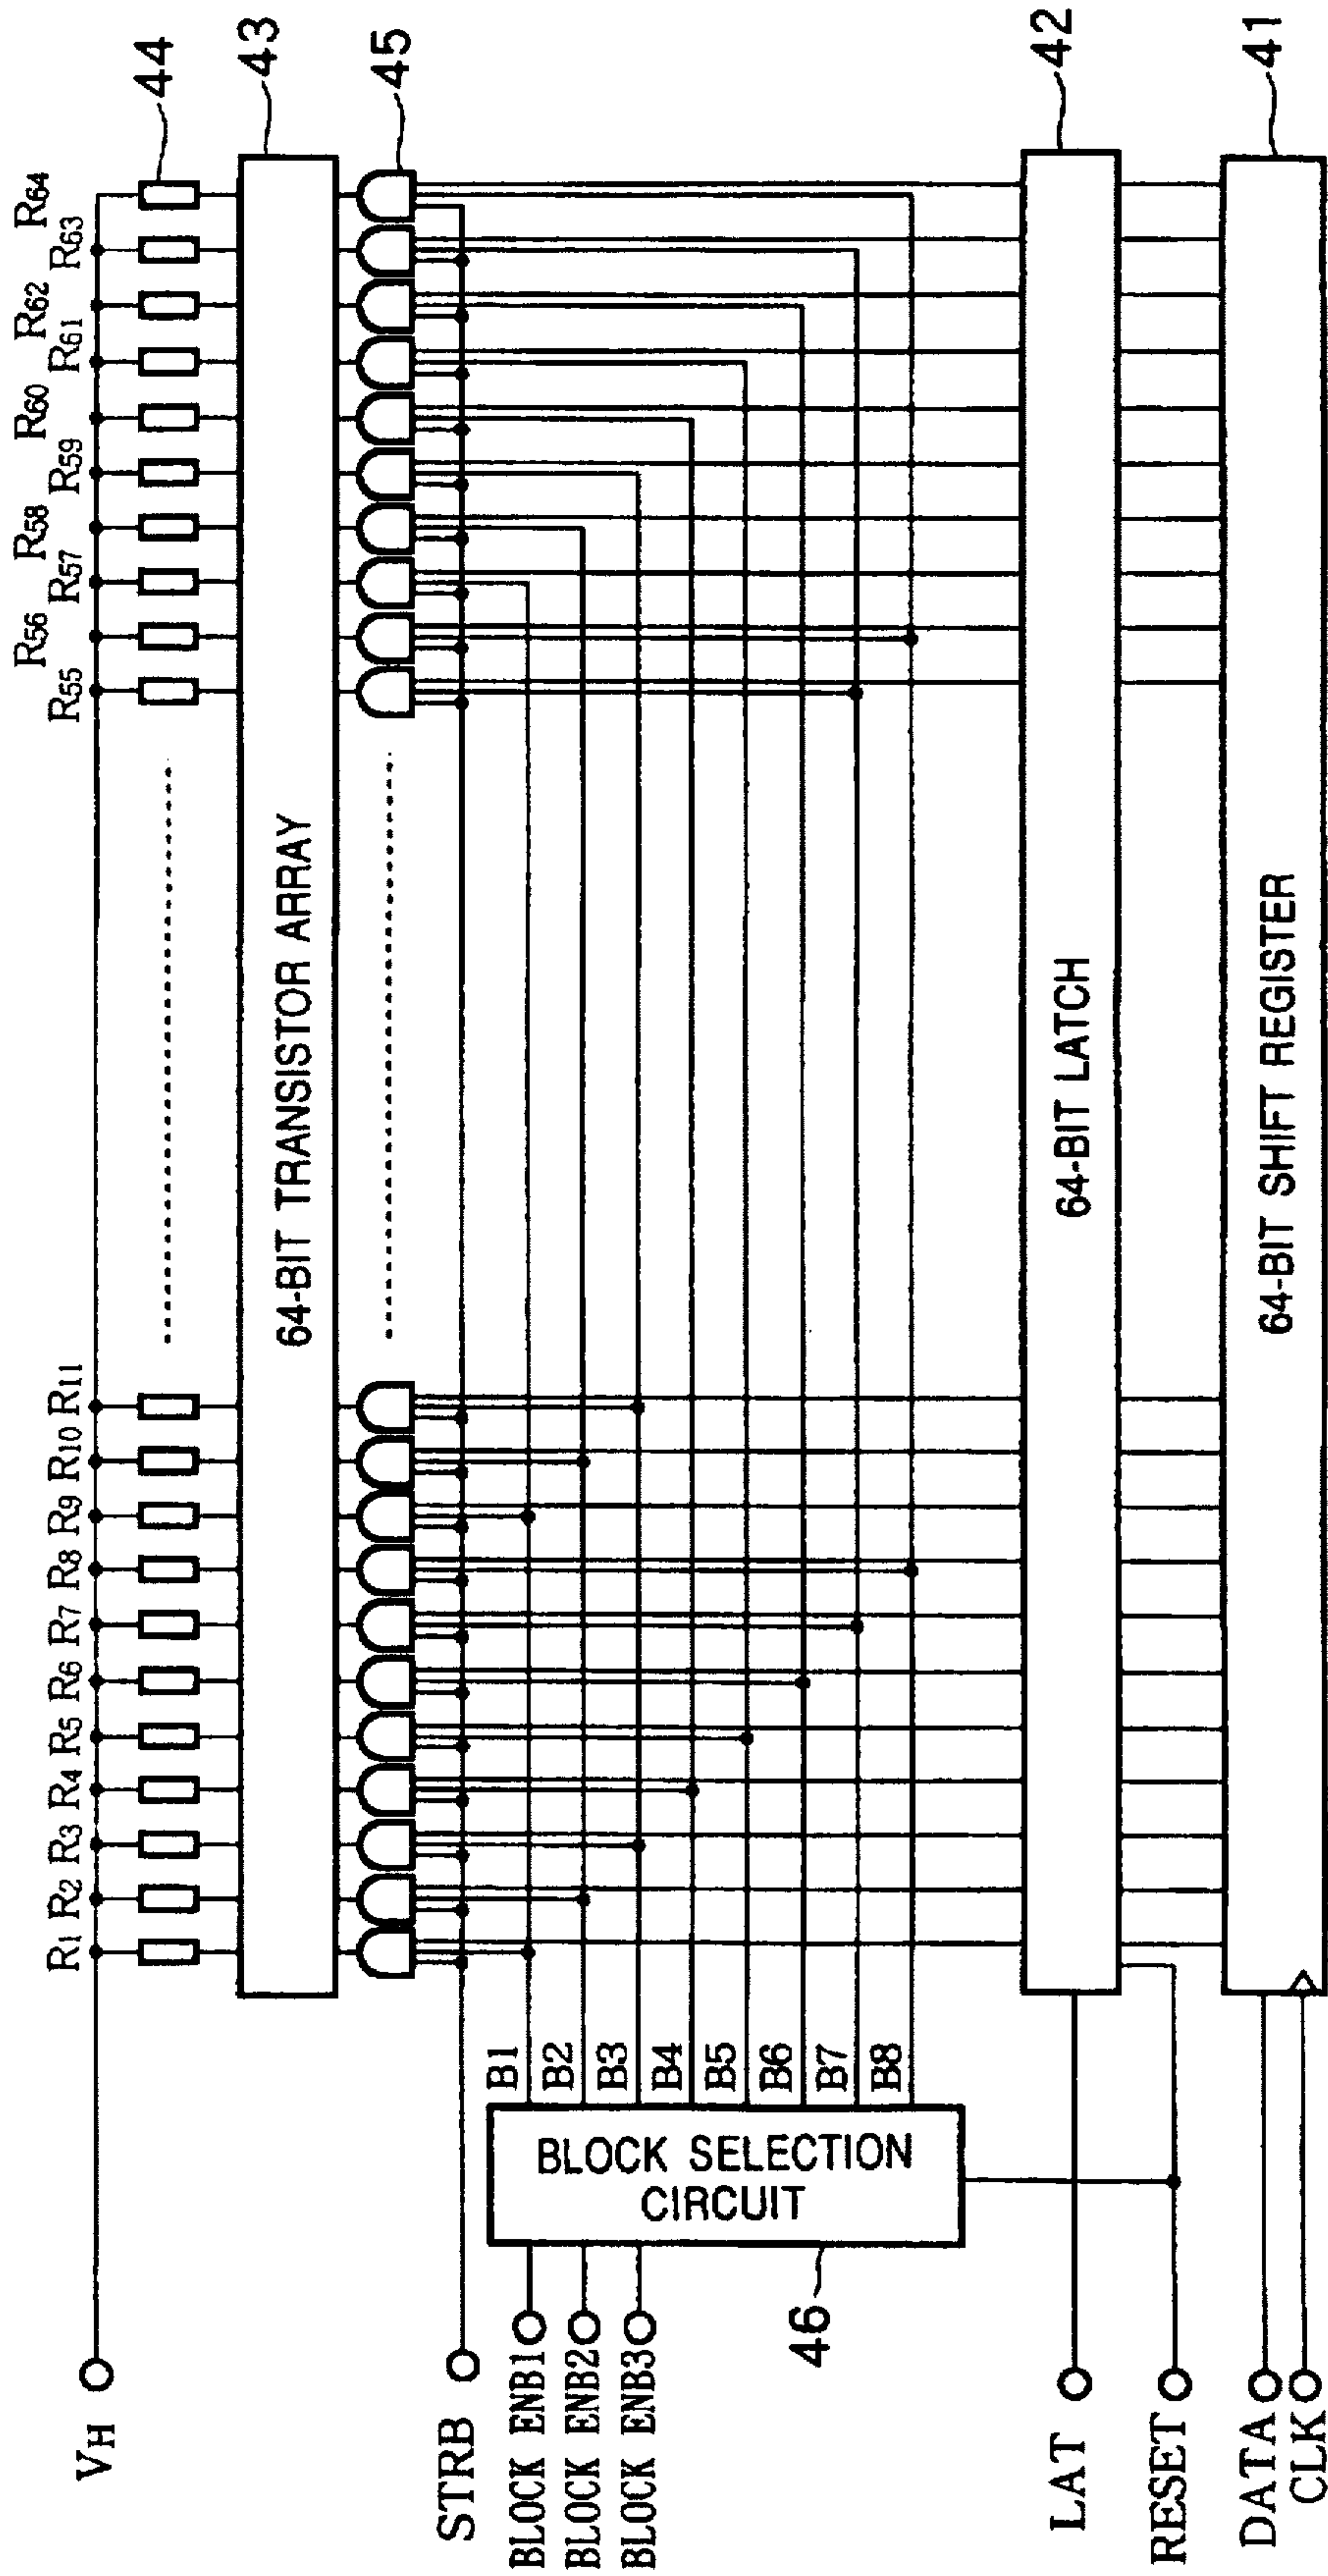 R1 R2 R3 R4 R5 R6 R7 R8 R9 R10 R11 R55 R56 R57 R58 R59 R60 R61 R62 R63 R64
VH
44
64-BIT TRANSISTOR ARRAY
43
45
STRB
BLOCK ENB1
BLOCK ENB2
BLOCK ENB3
BLOCK SELECTION
CIRCUIT
46
B1
B2
B3
B4
B5
B6
B7
B8
LAT
64-BIT LATCH
42
RESET
DATA
CLK
64-BIT SHIFT REGISTER
41